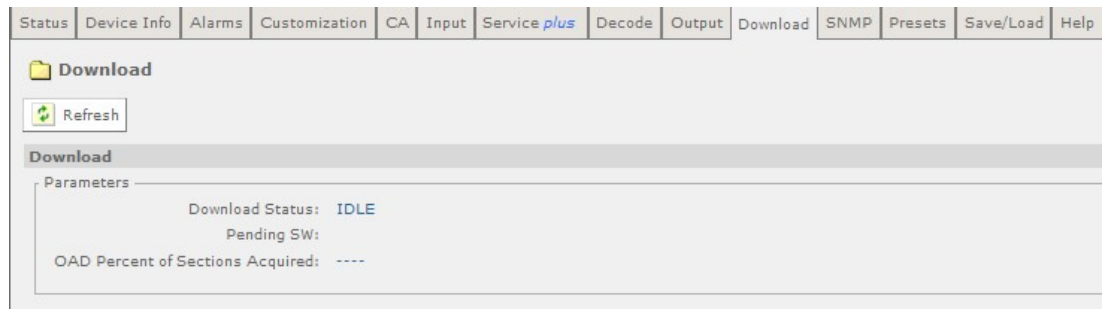 Status Device Info Alarms Customization CA Input Service plus Decode Output Download SNMP Presets Save/Load Help
Download
Refresh
Download
Parameters
Download Status: IDLE
Pending SW:
OAD Percent of Sections Acquired: ----